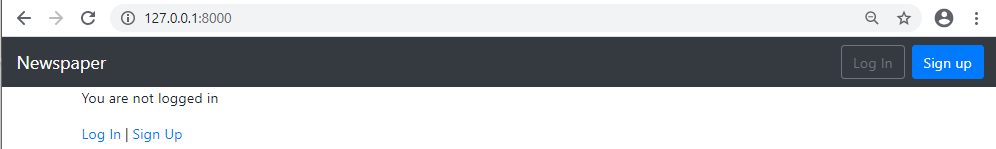 127.0.0.1:8000
Newspaper Log In Sign up
You are not logged in
Log In | Sign Up